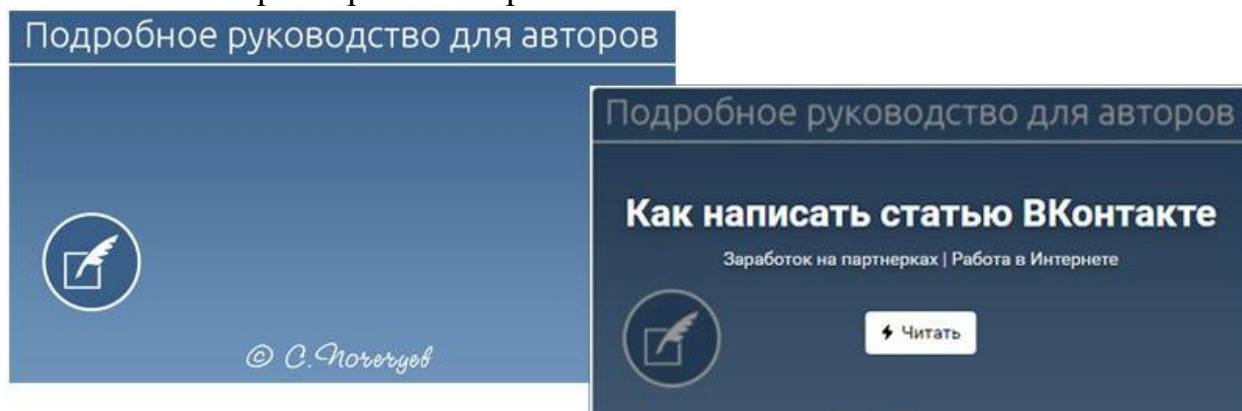 Подробное руководство для авторов
© С.Почечуев
Подробное руководство для авторов
Как написать статью ВКонтакте
Заработок на партнерках | Работа в Интернете
Читать